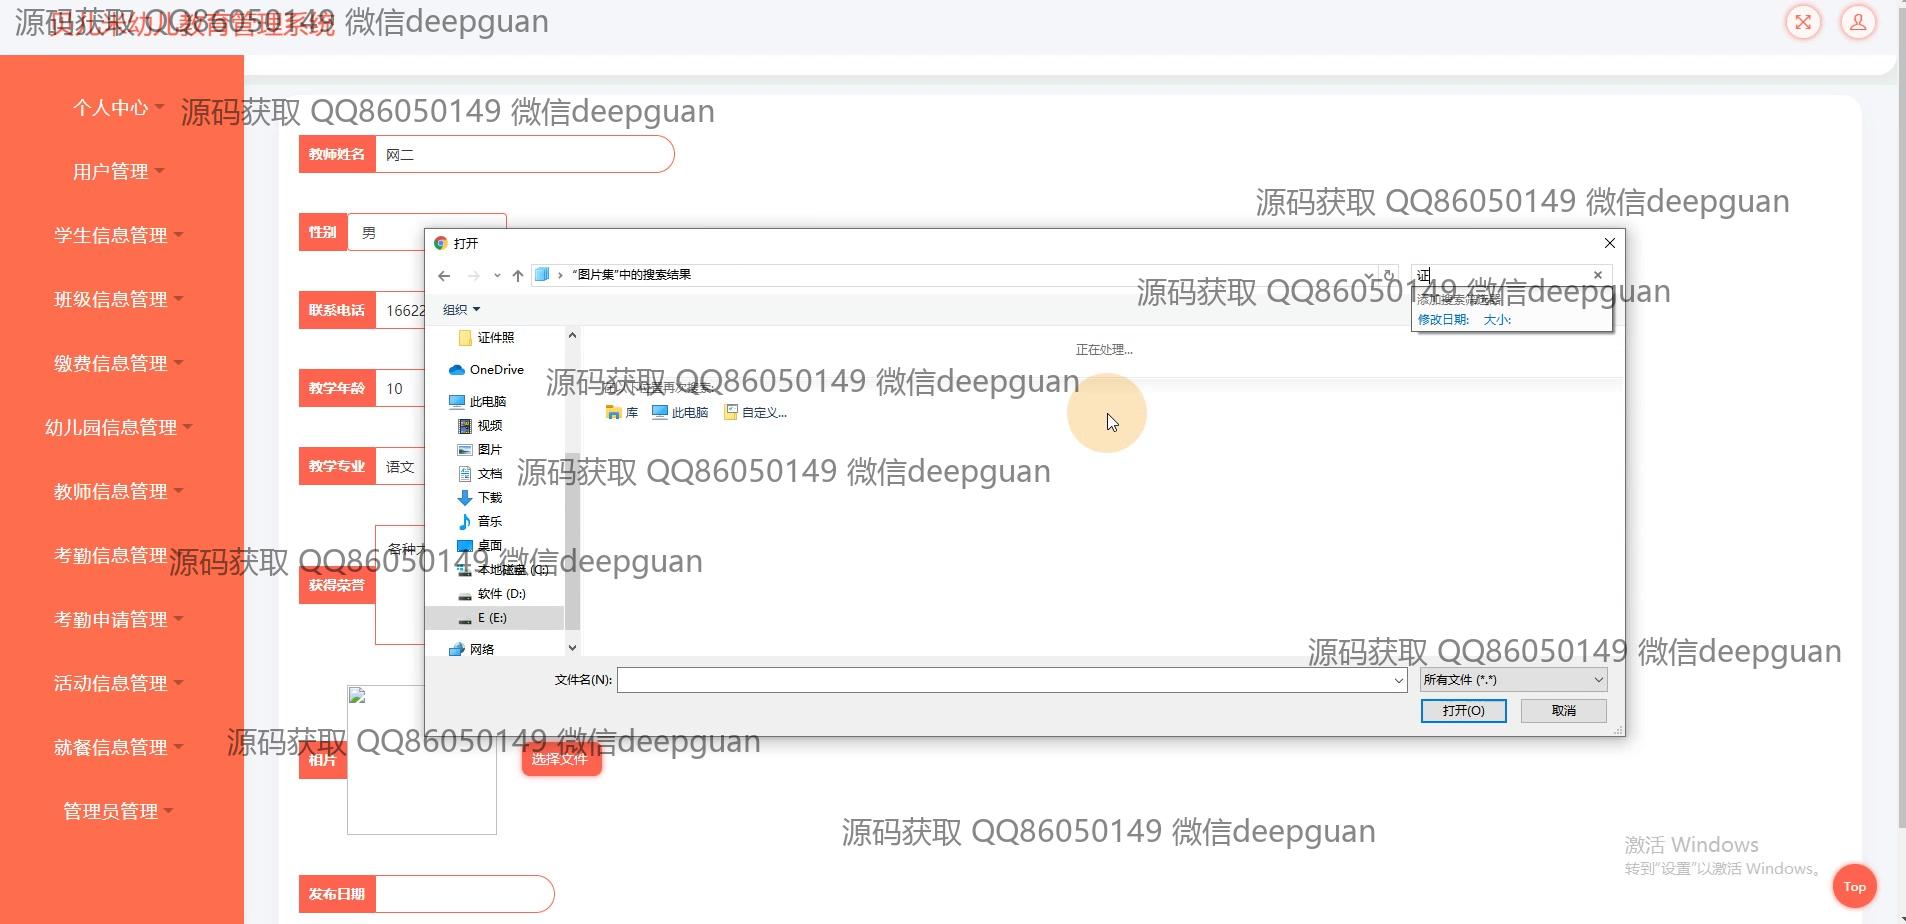 源码获取 QQ86050149 微信deepguan
幼儿教育管理系统
个人中心
源码获取 QQ86050149 微信deepguan
教师姓名 网二
用户管理
源码获取 QQ86050149 微信deepguan
学生信息管理
性别 男
打开
"图片集"中的搜索结果
证
源码获取 QQ86050149 微信deepguan
添加搜索筛选器
修改日期: 大小:
班级信息管理
联系电话 16622
组织
证件照
正在处理...
缴费信息管理
OneDrive
源码获取 QQ86050149 微信deepguan
在以下位置再次搜索:
教学年龄 10
此电脑
库 此电脑 自定义...
幼儿园信息管理
视频
图片
教学专业 语文
文档
源码获取 QQ86050149 微信deepguan
教师信息管理
下载
音乐
桌面
各种
考勤信息管理
源码获取 QQ86050149 微信deepguan
本地磁盘 (C:)
获得荣誉
软件 (D:)
考勤申请管理
E (E:)
网络
源码获取 QQ86050149 微信deepguan
文件名(N):
所有文件 (*.*)
活动信息管理
打开(O) 取消
就餐信息管理
源码获取 QQ86050149 微信deepguan
相片
选择文件
管理员管理
源码获取 QQ86050149 微信deepguan
激活 Windows
转到"设置"以激活 Windows。
发布日期
Top